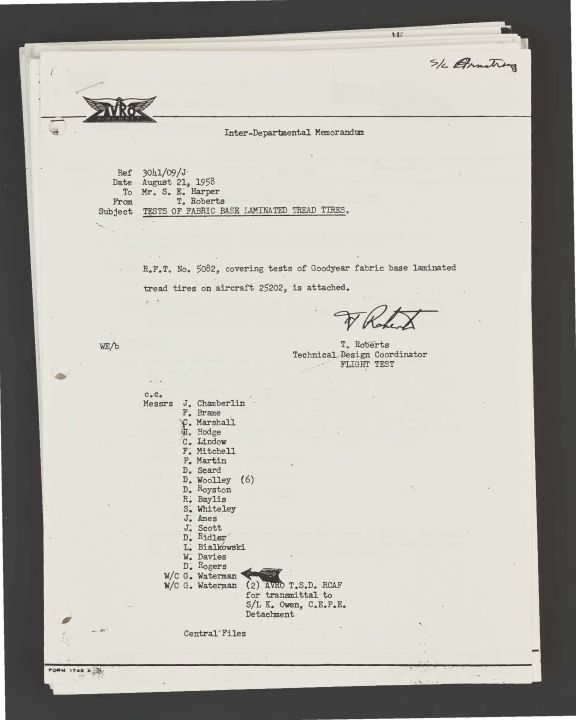 S/L Armstrong
AVRO
Inter-Departmental Memorandum
Ref 3041/09/J
Date August 21, 1958
To Mr. S. E. Harper
From T. Roberts
Subject TESTS OF FABRIC BASE LAMINATED TREAD TIRES.
R.F.T. No. 5082, covering tests of Goodyear fabric base laminated
tread tires on aircraft 25202, is attached.
T Roberts
WE/b
T. Roberts
Technical Design Coordinator
FLIGHT TEST
c.c.
Messrs J. Chamberlin
F. Brame
C. Marshall
J. Hodge
C. Lindow
F. Mitchell
P. Martin
D. Scard
D. Woolley (6)
D. Royston
R. Baylis
S. Whiteley
J. Ames
J. Scott
D. Ridler
L. Bialkowski
W. Davies
D. Rogers
W/C G. Waterman
W/C G. Waterman (2) AVRO T.S.D. RCAF
for transmittal to
S/L K. Owen, C.E.P.E.
Detachment
Central Files
FORM 1749 A